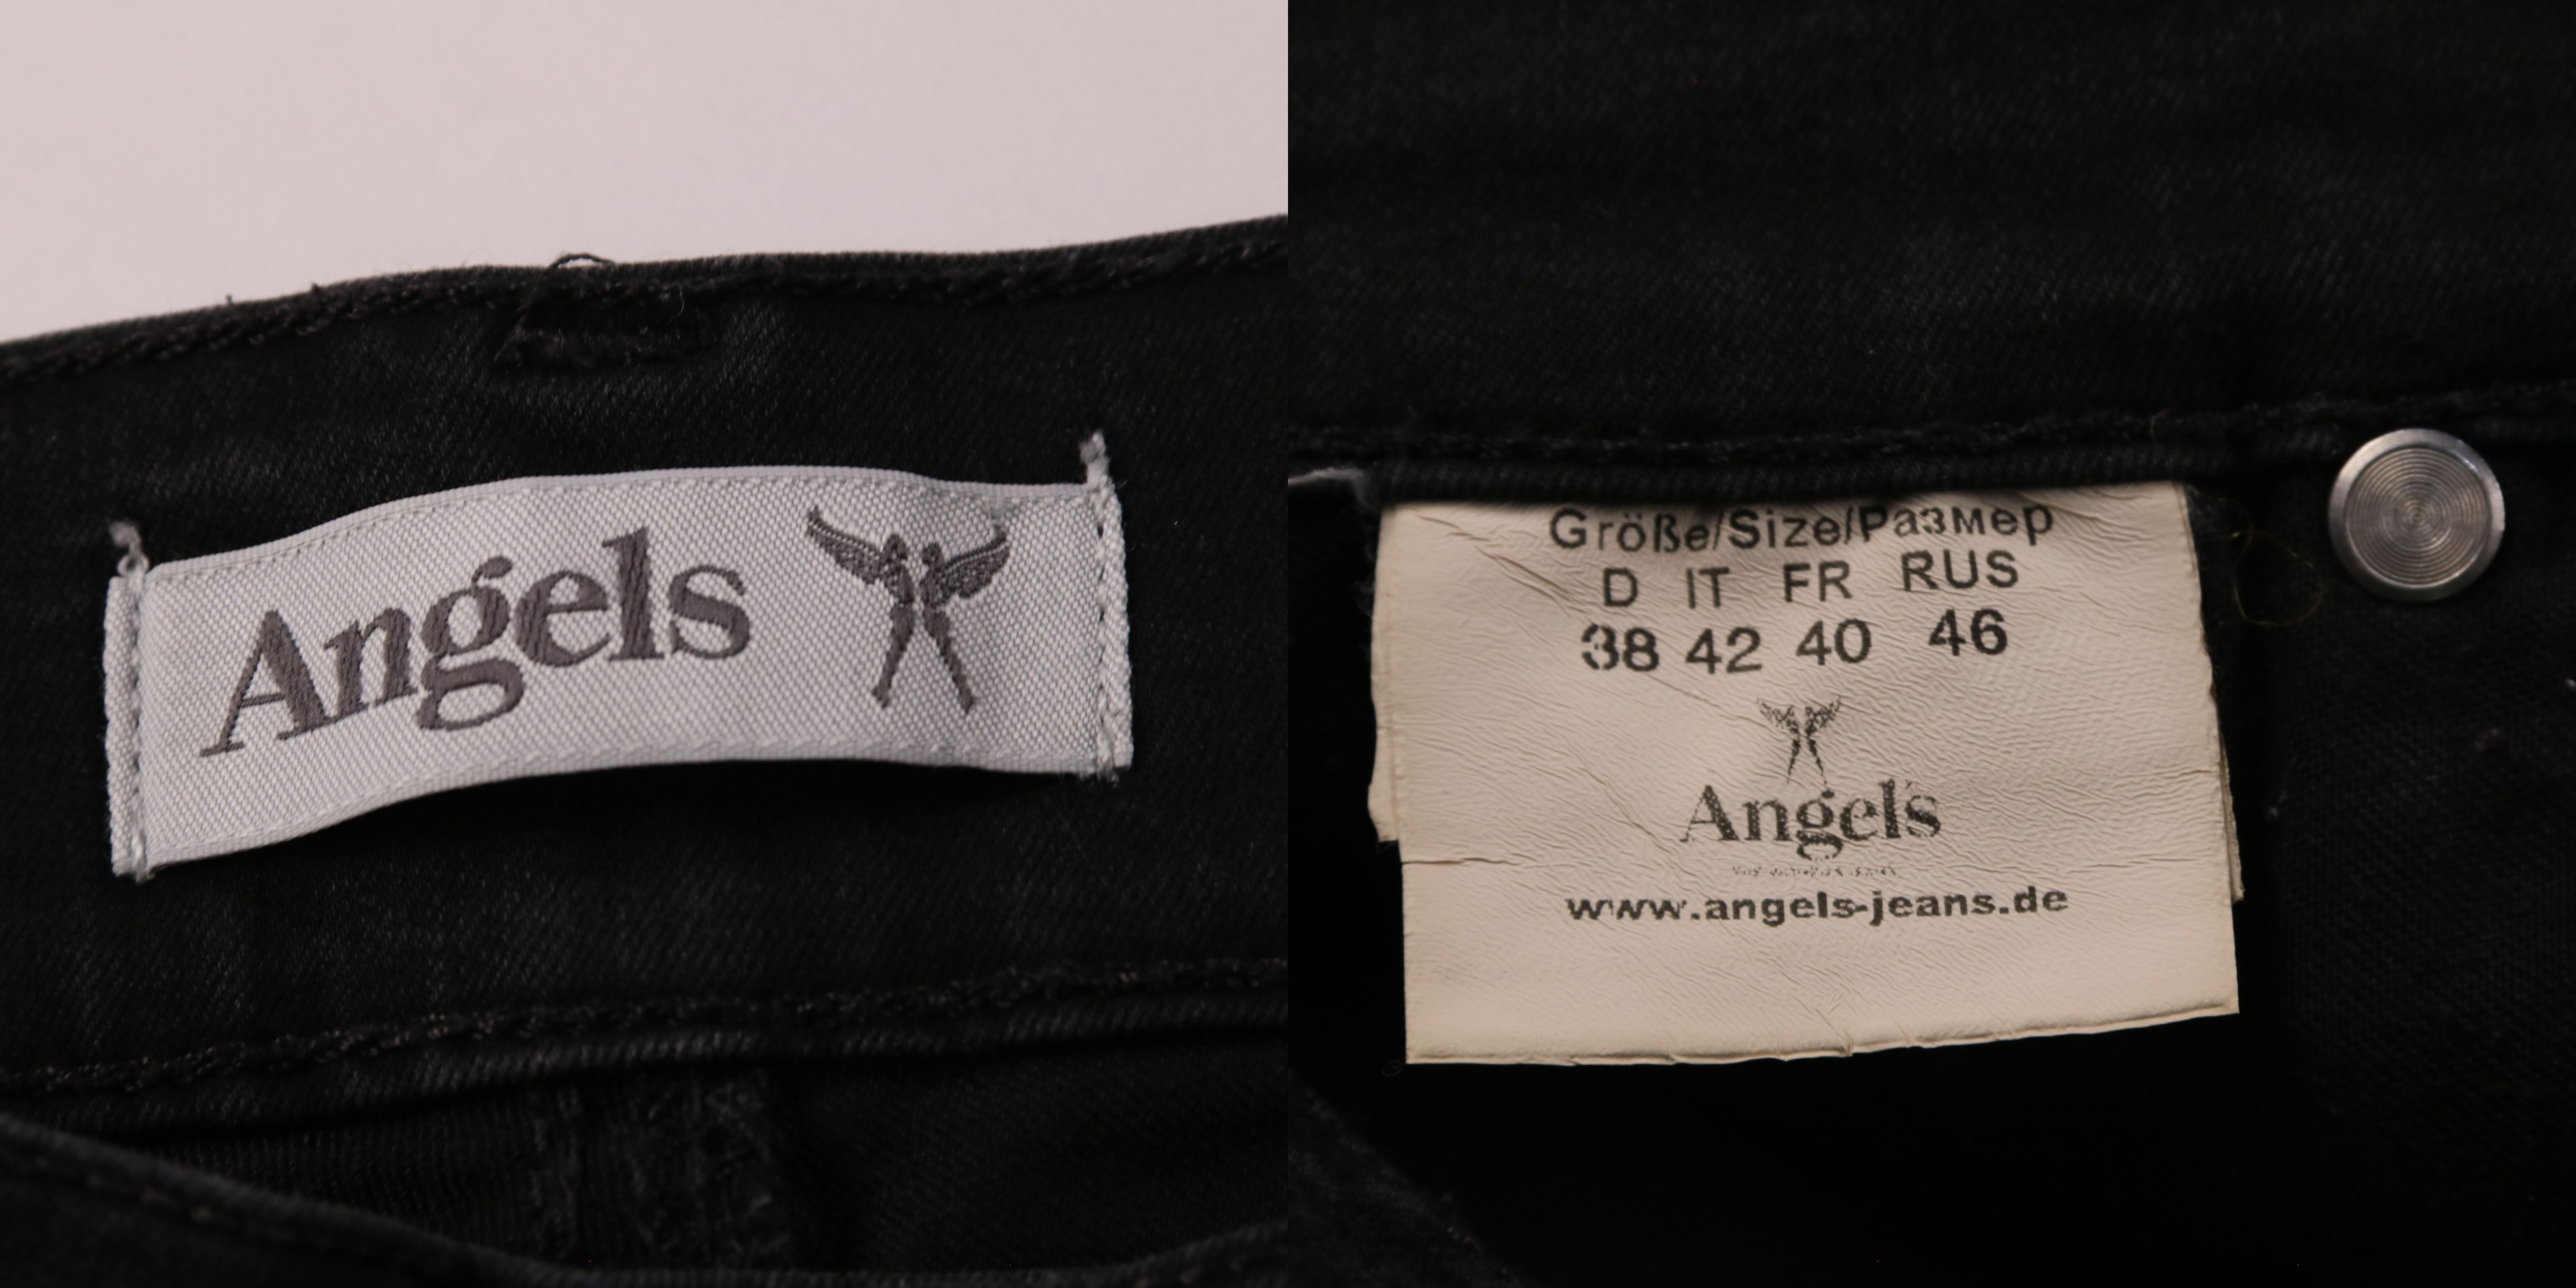 Angels
Größe/Size/Размер
D IT FR RUS
38 42 40 46
Angels
www.angels-jeans.de